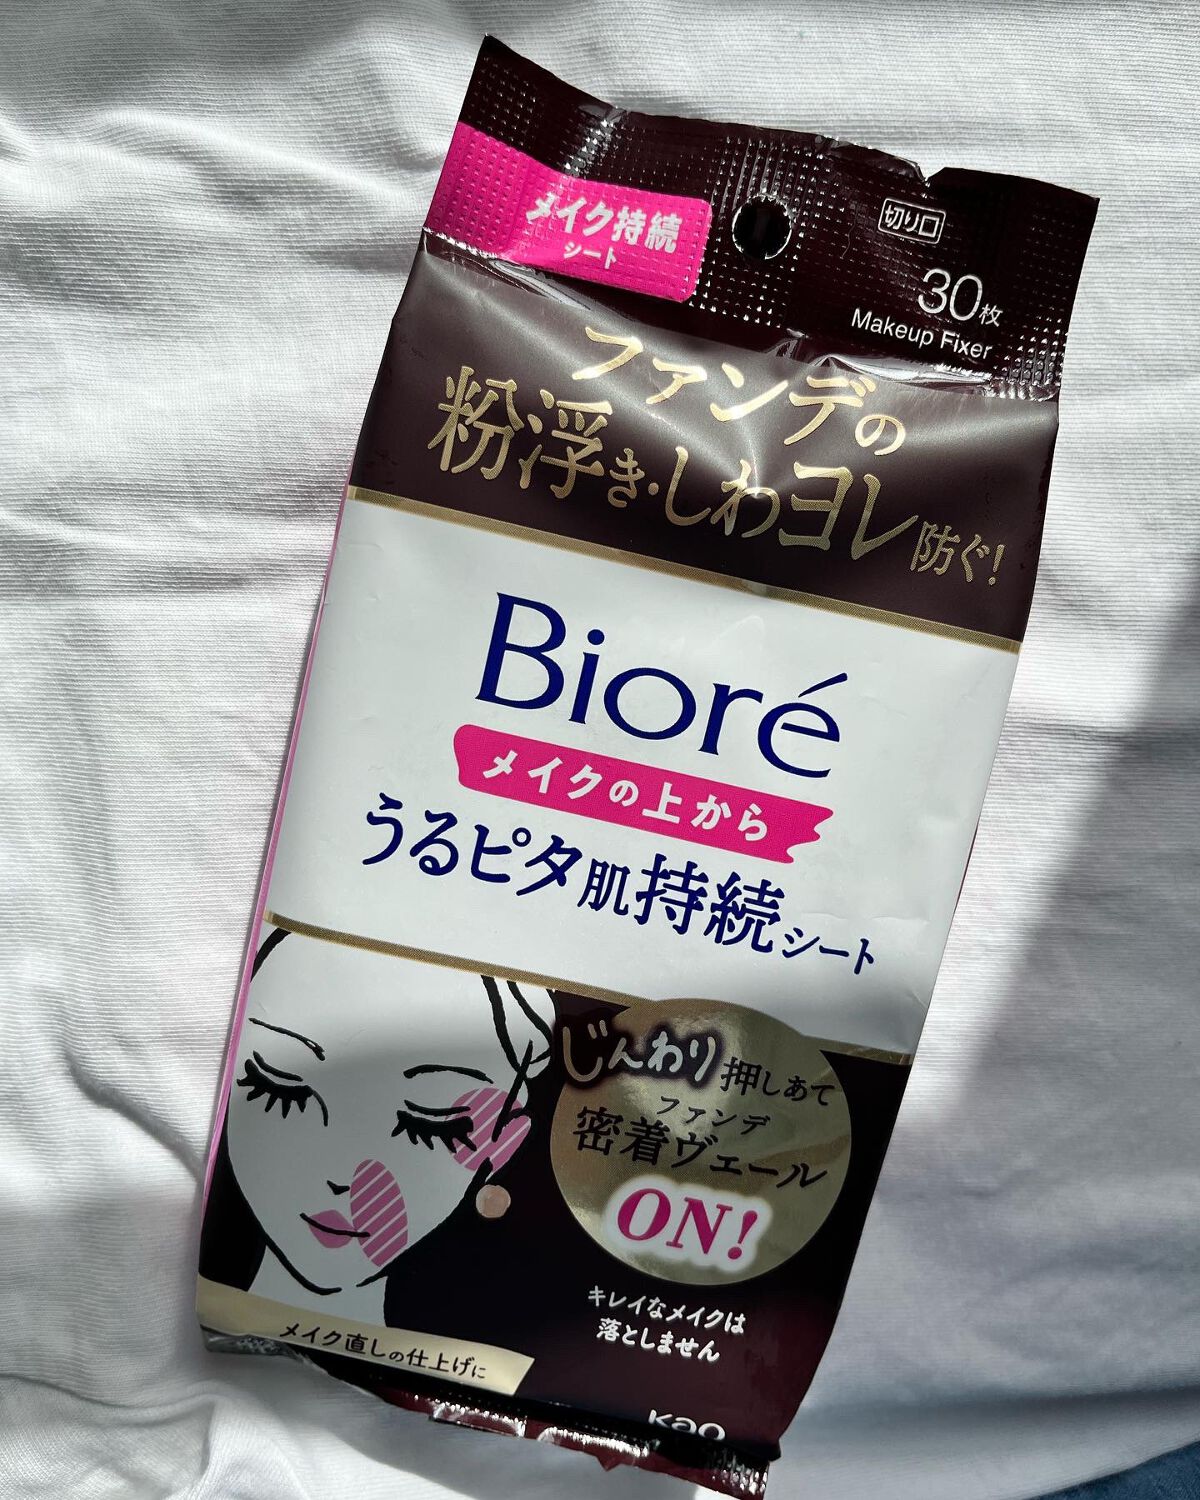 メイク持続
シート
切り口
30枚
Makeup Fixer
ファンデの
粉浮き・しわヨレ防ぐ!
Bioré
メイクの上から
うるピタ肌持続シート
じんわり押しあて
ファンデ
密着ヴェール
ON!
キレイなメイクは
落としません
メイク直しの仕上げに
Kao